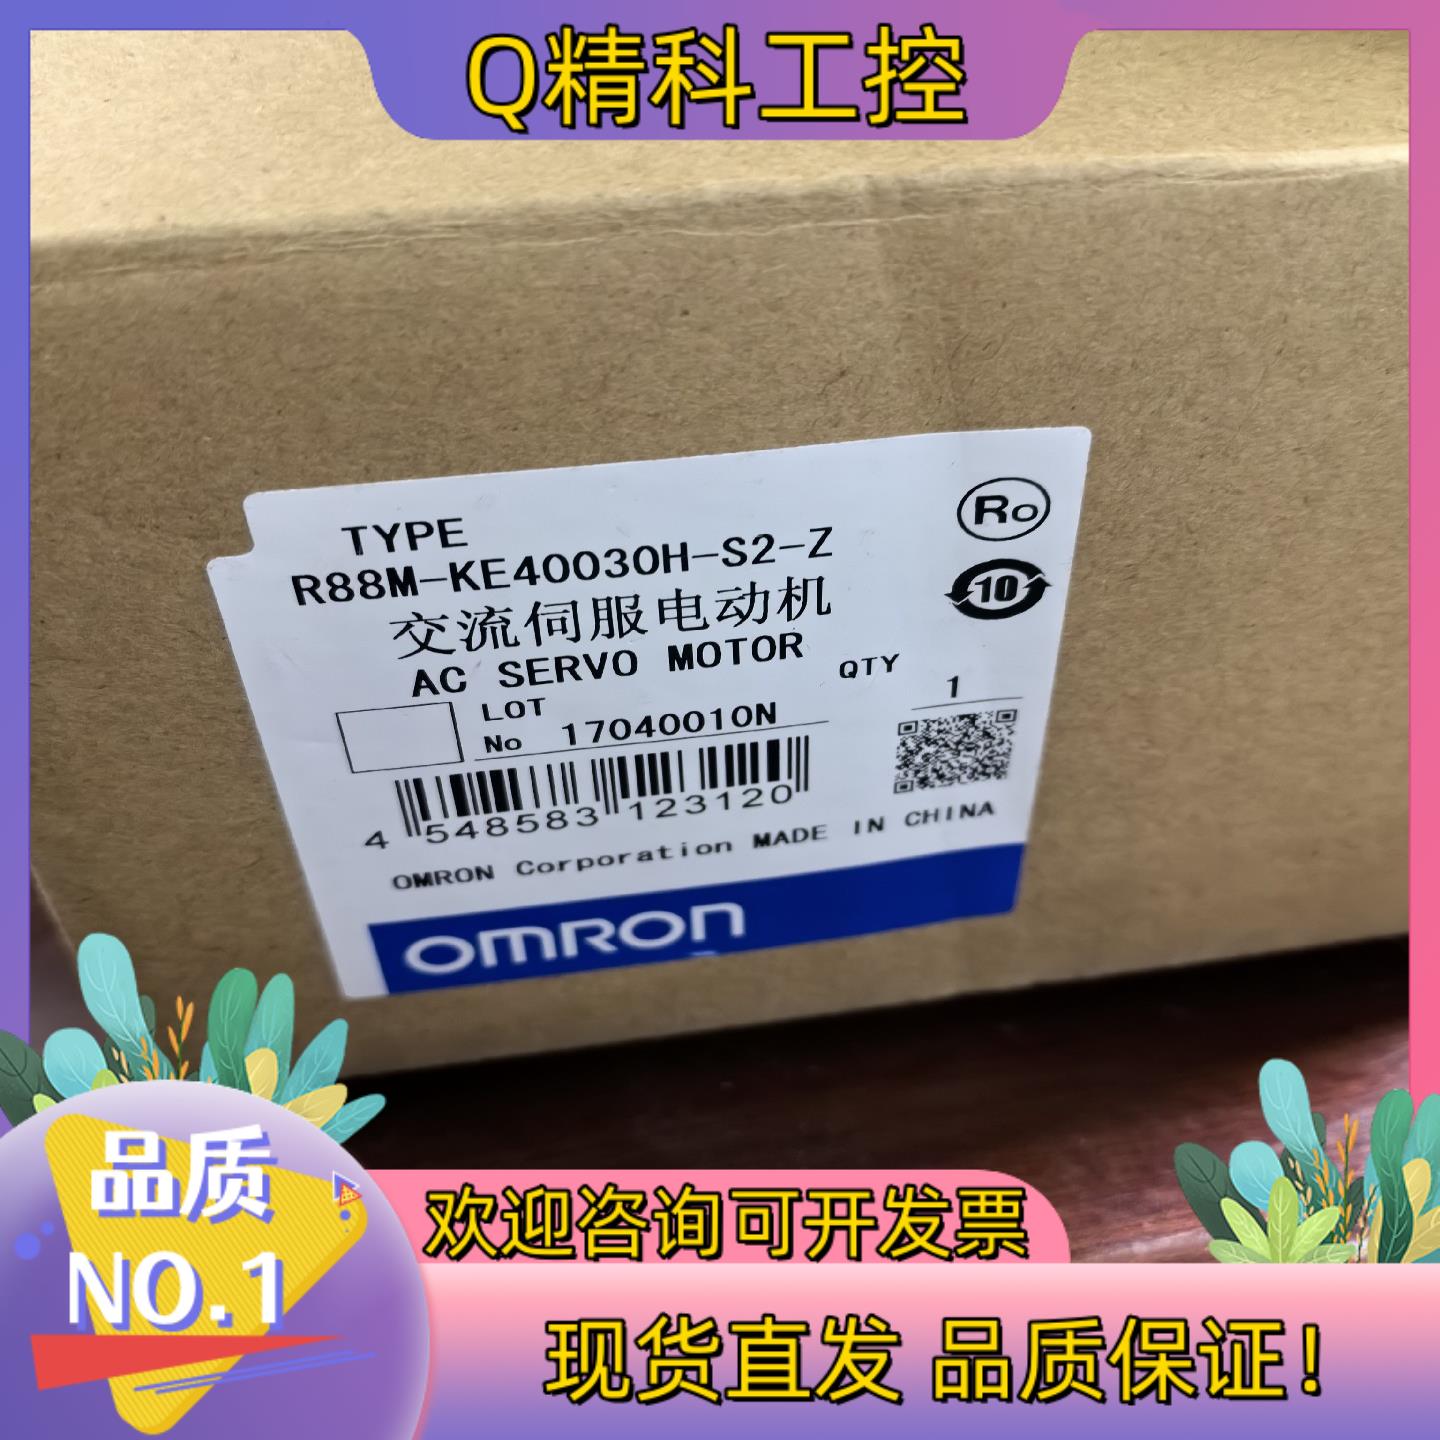 Q精科工控
TYPE
R88M-KE40030H-S2-Z
交流伺服电动机
AC SERVO MOTOR
QTY
1
LOT
No 17040010N
4 548583 123120
OMRON Corporation MADE IN CHINA
OMRON
Ro
10
品质
NO.1
欢迎咨询可开发票
现货直发 品质保证!